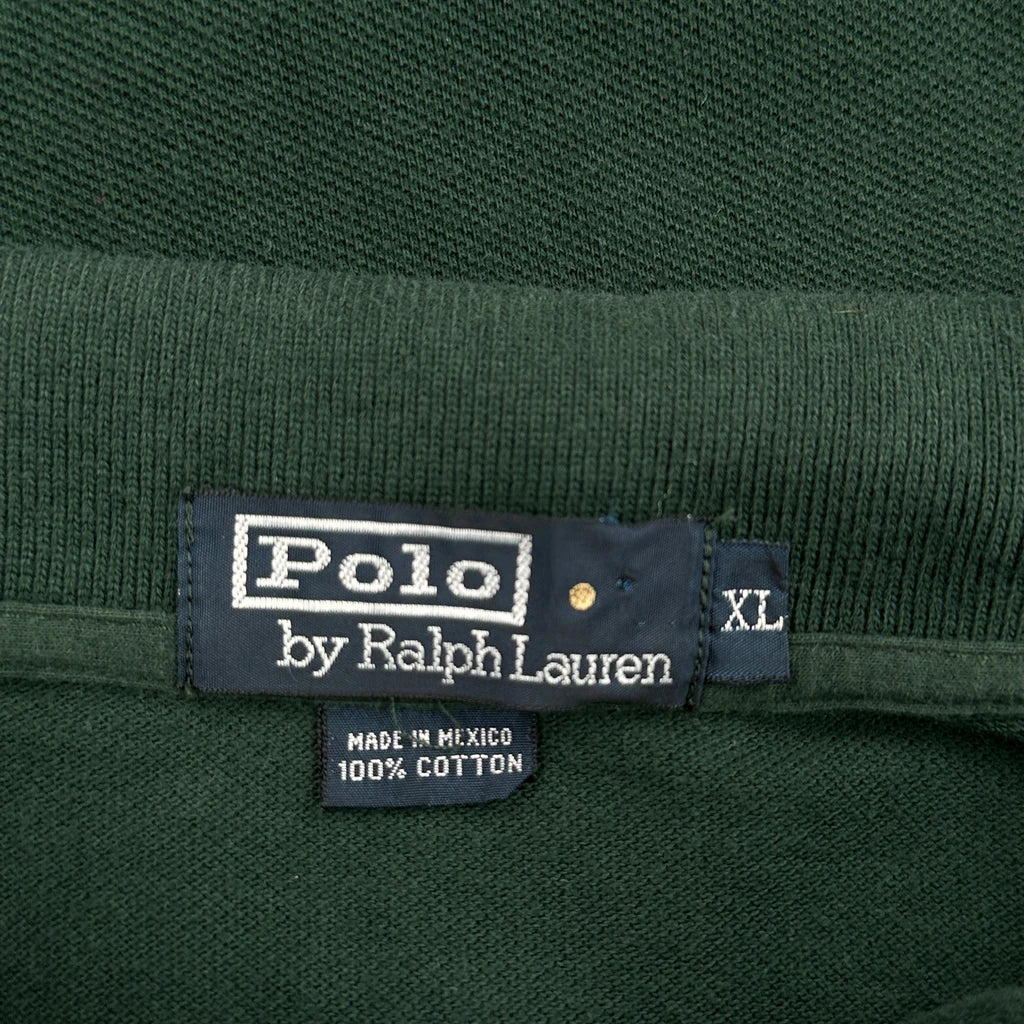 Polo
by Ralph Lauren
XL
MADE IN MEXICO
100% COTTON